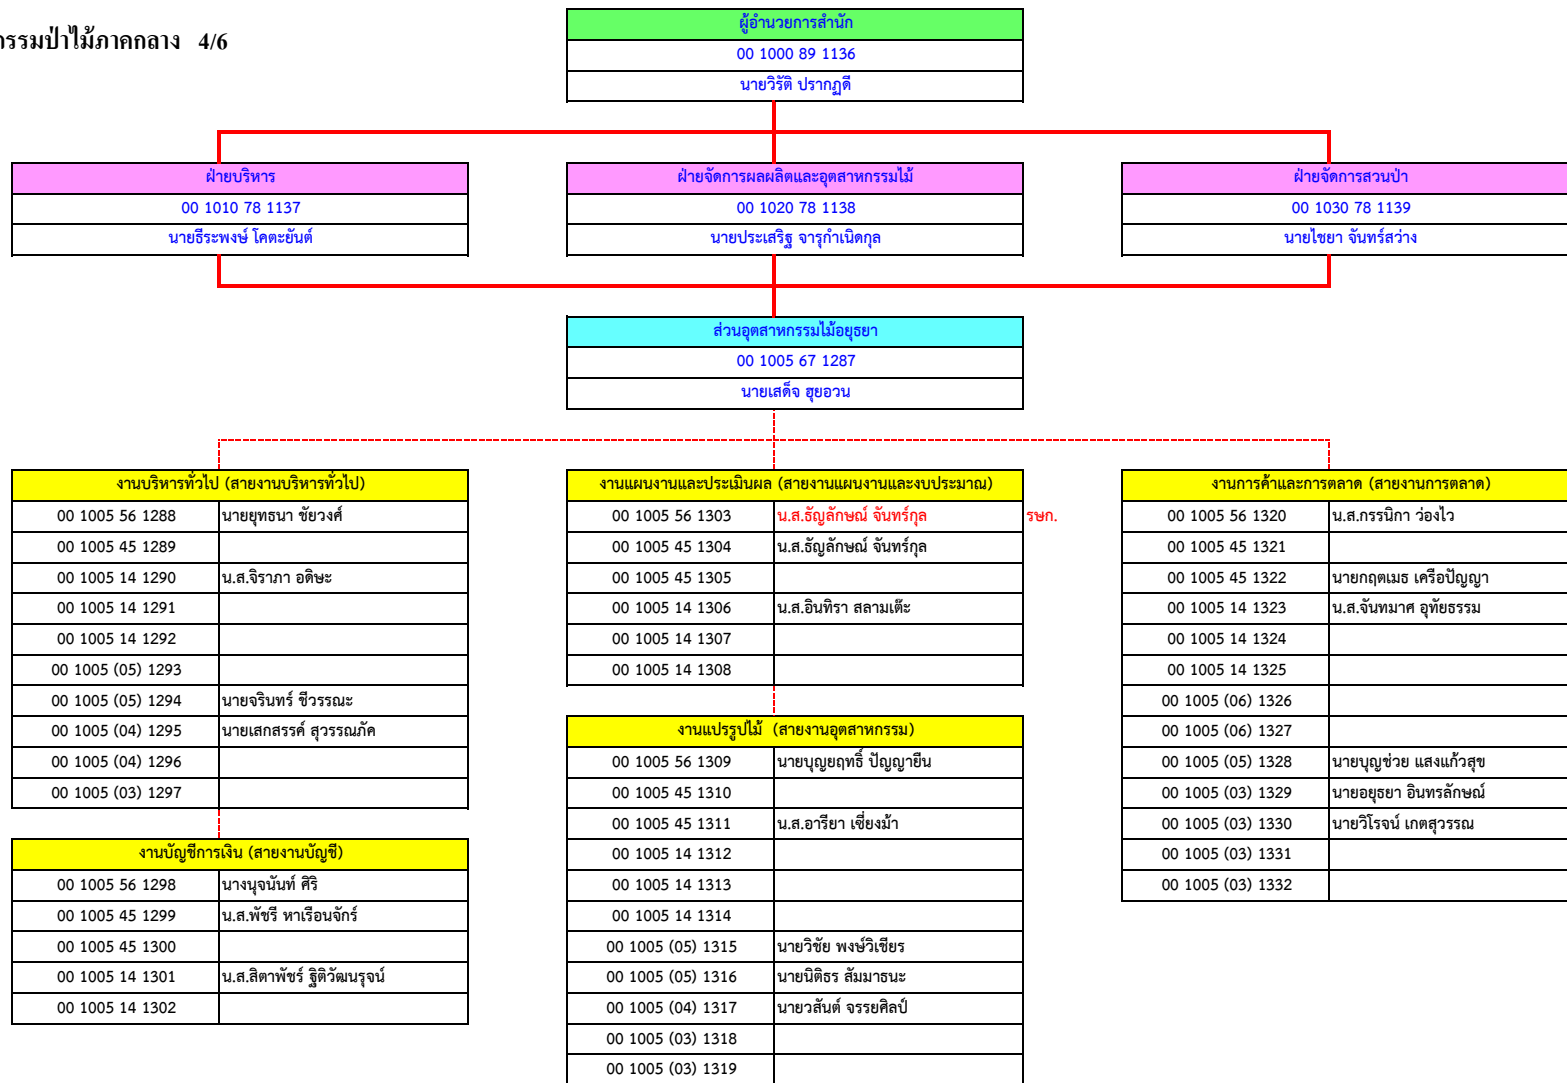 กรรมป่าไม้ภาคกลาง 4/6
ผู้อำนวยการสำนัก
00 1000 89 1136
นายวิรัติ ปรากฏดี
ฝ่ายบริหาร
00 1010 78 1137
นายธีระพงษ์ โคตะยันต์
ฝ่ายจัดการผลผลิตและอุตสาหกรรมไม้
00 1020 78 1138
นายประเสริฐ จารุกำเนิดกุล
ฝ่ายจัดการสวนป่า
00 1030 78 1139
นายไชยา จันทร์สว่าง
ส่วนอุตสาหกรรมไม้อยุธยา
00 1005 67 1287
นายเสด็จ ฮุยอวน
งานบริหารทั่วไป (สายงานบริหารทั่วไป)
00 1005 56 1288 นายยุทธนา ชัยวงศ์
00 1005 45 1289
00 1005 14 1290 น.ส.จิราภา อดิษะ
00 1005 14 1291
00 1005 14 1292
00 1005 (05) 1293
00 1005 (05) 1294 นายจรินทร์ ชีวรรณะ
00 1005 (04) 1295 นายเสกสรรค์ สุวรรณภัค
00 1005 (04) 1296
00 1005 (03) 1297
งานบัญชีการเงิน (สายงานบัญชี)
00 1005 56 1298 นางนุจนันท์ ศิริ
00 1005 45 1299 น.ส.พัชรี หาเรือนจักร์
00 1005 45 1300
00 1005 14 1301 น.ส.สิตาพัชร์ ฐิติวัฒนรุจน์
00 1005 14 1302
งานแผนงานและประเมินผล (สายงานแผนงานและงบประมาณ)
00 1005 56 1303 น.ส.ธัญลักษณ์ จันทร์กุล รษก.
00 1005 45 1304 น.ส.ธัญลักษณ์ จันทร์กุล
00 1005 45 1305
00 1005 14 1306 น.ส.อินทิรา สลามเต๊ะ
00 1005 14 1307
00 1005 14 1308
งานแปรรูปไม้ (สายงานอุตสาหกรรม)
00 1005 56 1309 นายบุญยฤทธิ์ ปัญญายืน
00 1005 45 1310
00 1005 45 1311 น.ส.อารียา เซี่ยงม้า
00 1005 14 1312
00 1005 14 1313
00 1005 14 1314
00 1005 (05) 1315 นายวิชัย พงษ์วิเชียร
00 1005 (05) 1316 นายนิติธร สัมมาธนะ
00 1005 (04) 1317 นายวสันต์ จรรยศิลป์
00 1005 (03) 1318
00 1005 (03) 1319
งานการค้าและการตลาด (สายงานการตลาด)
00 1005 56 1320 น.ส.กรรนิกา ว่องไว
00 1005 45 1321
00 1005 45 1322 นายกฤตเมธ เครือปัญญา
00 1005 14 1323 น.ส.จันทมาศ อุทัยธรรม
00 1005 14 1324
00 1005 14 1325
00 1005 (06) 1326
00 1005 (06) 1327
00 1005 (05) 1328 นายบุญช่วย แสงแก้วสุข
00 1005 (03) 1329 นายอยุธยา อินทรลักษณ์
00 1005 (03) 1330 นายวิโรจน์ เกตสุวรรณ
00 1005 (03) 1331
00 1005 (03) 1332